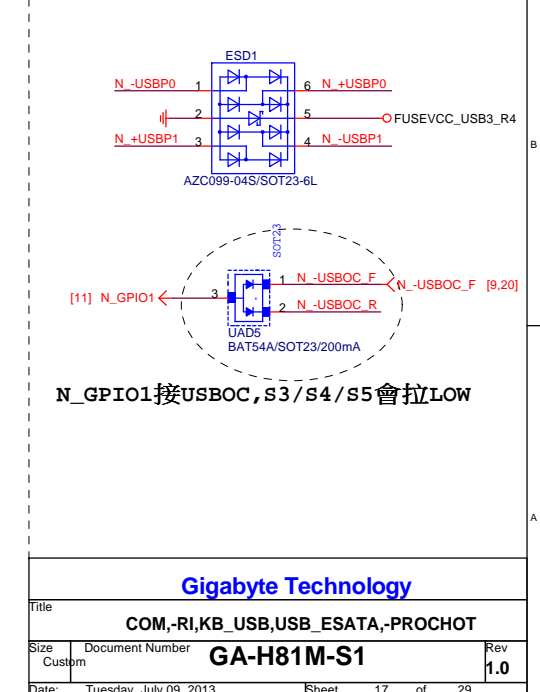 ESD1
N_-USBP0 1 6 N_+USBP0
2 5 FUSEVCC_USB3_R4
N_+USBP1 3 4 N_-USBP1
AZC099-04S/SOT23-6L
B
SOT23
1 N_-USBOC_F N_-USBOC_F [9,20]
[11] N_GPIO1 3
2 N_-USBOC_R
UAD5
BAT54A/SOT23/200mA
N_GPIO1接USBOC,S3/S4/S5會拉LOW
A
Gigabyte Technology
Title
COM,-RI,KB_USB,USB_ESATA,-PROCHOT
Size Document Number Rev
Custom GA-H81M-S1 1.0
Date: Tuesday, July 09, 2013 Sheet 17 of 29